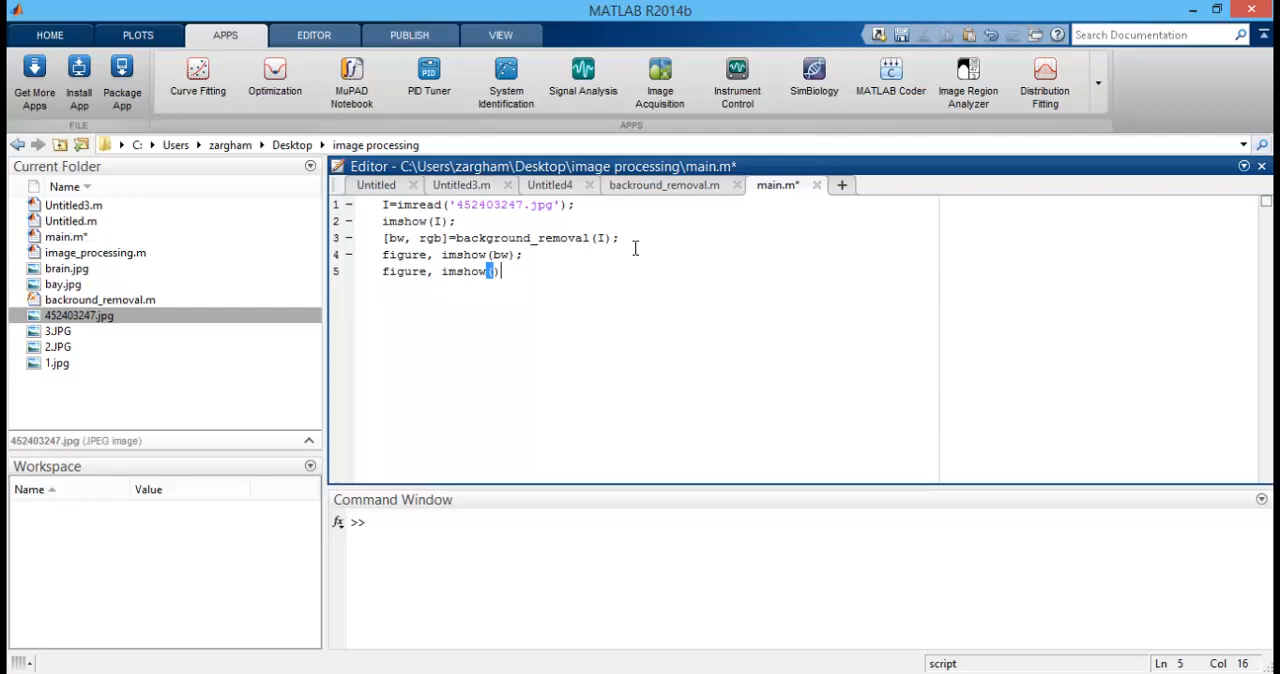 MATLAB R2014b
HOME PLOTS APPS EDITOR PUBLISH VIEW Search Documentation
Get More Apps Install App Package App Curve Fitting Optimization MuPAD Notebook PID Tuner System Identification Signal Analysis Image Acquisition Instrument Control SimBiology MATLAB Coder Image Region Analyzer Distribution Fitting
FILE APPS
C: Users zargham Desktop image processing
Current Folder
Name
Untitled3.m
Untitled.m
main.m*
image_processing.m
brain.jpg
bay.jpg
backround_removal.m
452403247.jpg
3.JPG
2.JPG
1.jpg
452403247.jpg (JPEG image)
Workspace
Name Value
Editor - C:\Users\zargham\Desktop\image processing\main.m*
Untitled Untitled3.m Untitled4 backround_removal.m main.m*
1 I=imread('452403247.jpg');
2 imshow(I);
3 [bw, rgb]=background_removal(I);
4 figure, imshow(bw);
5 figure, imshow()
Command Window
fx >>
script Ln 5 Col 16